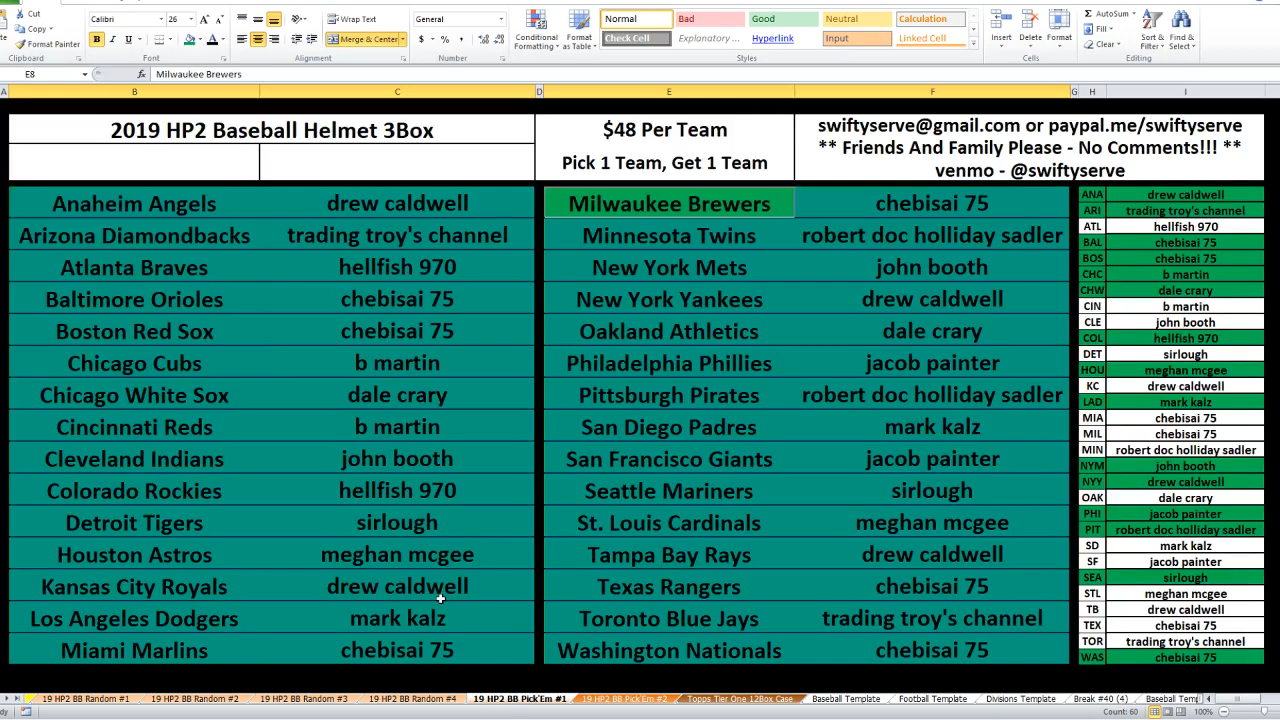 Cut
Copy
Format Painter
Clipboard
Calibri
26
Font
Wrap Text
Merge & Center
Alignment
General
Number
Conditional Formatting
Format as Table
Normal
Bad
Good
Neutral
Calculation
Check Cell
Explanatory ...
Hyperlink
Input
Linked Cell
Styles
Insert
Delete
Format
Cells
AutoSum
Fill
Clear
Sort & Filter
Find & Select
Editing
E8
fx
Milwaukee Brewers
A B C D E F G H I
2019 HP2 Baseball Helmet 3Box
$48 Per Team
Pick 1 Team, Get 1 Team
swiftyserve@gmail.com or paypal.me/swiftyserve
** Friends And Family Please - No Comments!!! **
venmo - @swiftyserve
Anaheim Angels drew caldwell Milwaukee Brewers chebisai 75
Arizona Diamondbacks trading troy's channel Minnesota Twins robert doc holliday sadler
Atlanta Braves hellfish 970 New York Mets john booth
Baltimore Orioles chebisai 75 New York Yankees drew caldwell
Boston Red Sox chebisai 75 Oakland Athletics dale crary
Chicago Cubs b martin Philadelphia Phillies jacob painter
Chicago White Sox dale crary Pittsburgh Pirates robert doc holliday sadler
Cincinnati Reds b martin San Diego Padres mark kalz
Cleveland Indians john booth San Francisco Giants jacob painter
Colorado Rockies hellfish 970 Seattle Mariners sirlough
Detroit Tigers sirlough St. Louis Cardinals meghan mcgee
Houston Astros meghan mcgee Tampa Bay Rays drew caldwell
Kansas City Royals drew caldwell Texas Rangers chebisai 75
Los Angeles Dodgers mark kalz Toronto Blue Jays trading troy's channel
Miami Marlins chebisai 75 Washington Nationals chebisai 75
ANA drew caldwell
ARI trading troy's channel
ATL hellfish 970
BAL chebisai 75
BOS chebisai 75
CHC b martin
CHW dale crary
CIN b martin
CLE john booth
COL hellfish 970
DET sirlough
HOU meghan mcgee
KC drew caldwell
LAD mark kalz
MIA chebisai 75
MIL chebisai 75
MIN robert doc holliday sadler
NYM john booth
NYY drew caldwell
OAK dale crary
PHI jacob painter
PIT robert doc holliday sadler
SD mark kalz
SF jacob painter
SEA sirlough
STL meghan mcgee
TB drew caldwell
TEX chebisai 75
TOR trading troy's channel
WAS chebisai 75
19 HP2 BB Random #1 19 HP2 BB Random #2 19 HP2 BB Random #3 19 HP2 BB Random #4 19 HP2 BB Pick'Em #1 19 HP2 BB Pick'Em #2 Topps Tier One 12Box Case Baseball Template Football Template Divisions Template Break #40 (4) Baseball Temp
dy
Count: 60
100%